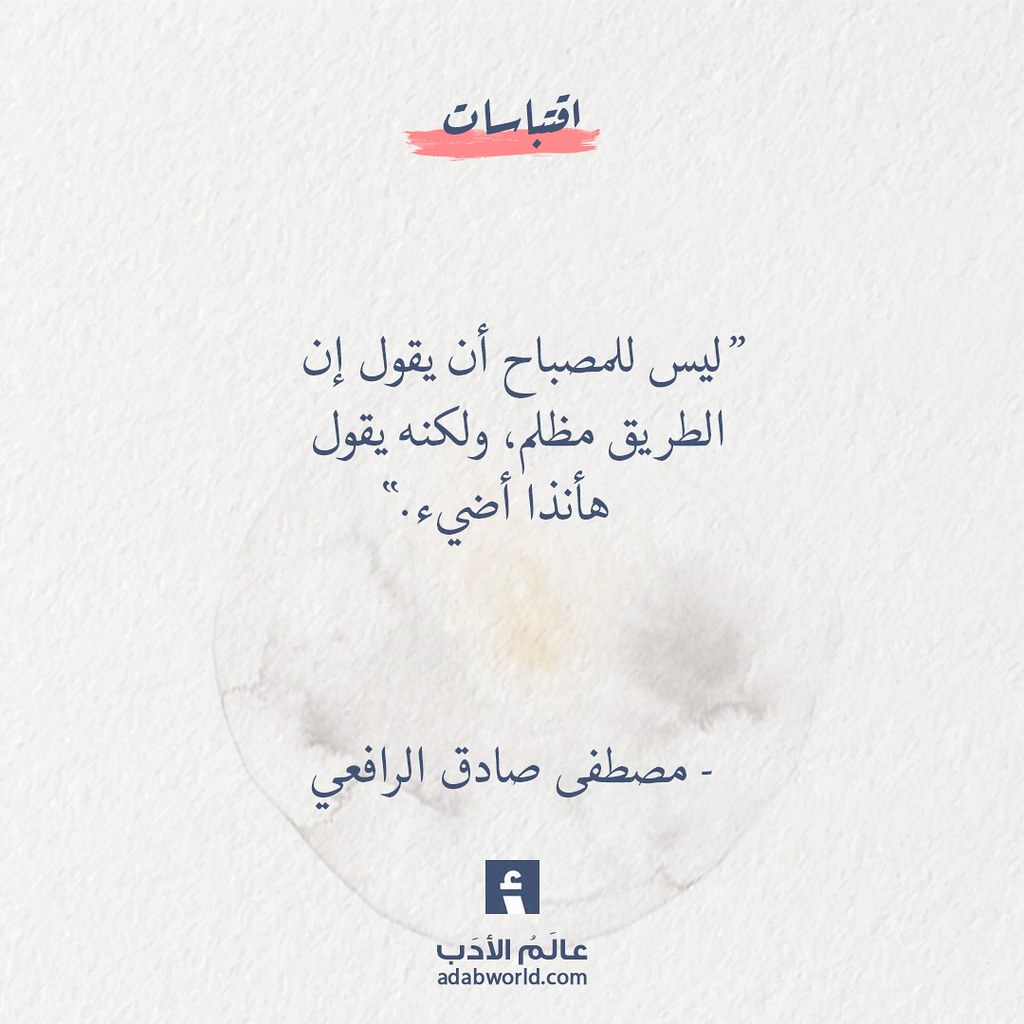 اقتباسات
”ليس للمصباح أن يقول إن
الطريق مظلم، ولكنه يقول
هأنذا أضيء.“
- مصطفى صادق الرافعي
أ
عالَمُ الأدَب
adabworld.com